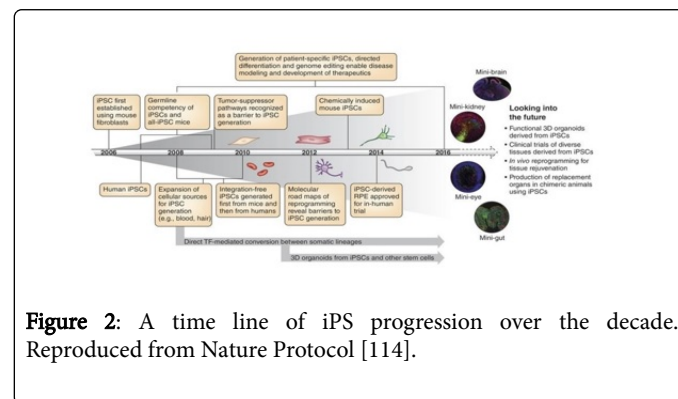 Generation of patient-specific iPSCs, directed
differentiation and genome editing enable disease
modeling and development of therapeutics
Mini-brain
iPSC first
established
using mouse
fibroblasts
Germline
competency of
iPSCs and
all-iPSC mice
Tumor-suppressor
pathways recognized
as a barrier to iPSC
generation
Chemically induced
mouse iPSCs
Mini-kidney
Looking into
the future
• Functional 3D organoids
derived from iPSCs
• Clinical trials of diverse
tissues derived from iPSCs
• In vivo reprogramming for
tissue rejuvenation
• Production of replacement
organs in chimeric animals
using iPSCs
2006
2008
2010
2012
2014
2016
Human iPSCs
Expansion of
cellular sources
for iPSC
generation
(e.g., blood, hair)
Integration-free
iPSCs generated
first from mice and
then from humans
Molecular
road maps of
reprogramming
reveal barriers to
iPSC generation
iPSC-derived
RPE approved
for in-human
trial
Mini-eye
Mini-gut
Direct TF-mediated conversion between somatic lineages
3D organoids from iPSCs and other stem cells
Figure 2: A time line of iPS progression over the decade.
Reproduced from Nature Protocol [114].